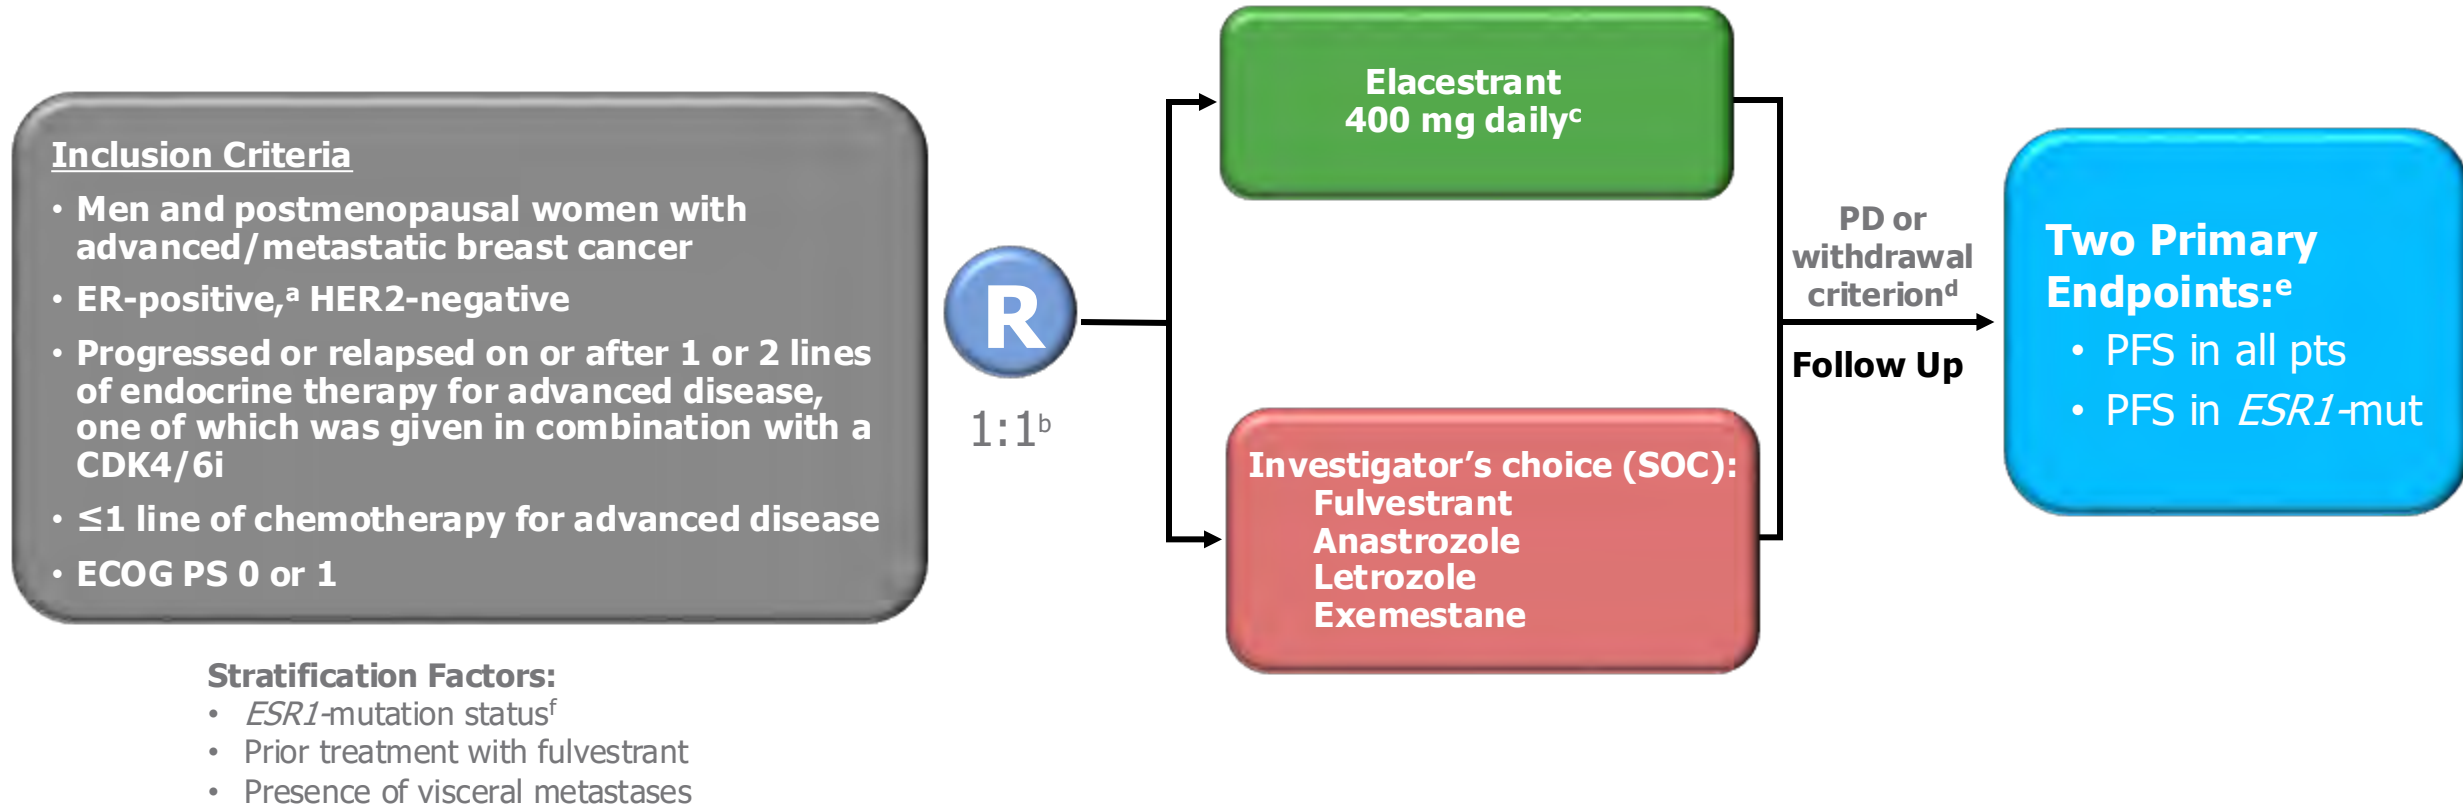 Inclusion Criteria
• Men and postmenopausal women with
advanced/metastatic breast cancer
• ER-positive,ᵃ HER2-negative
• Progressed or relapsed on or after 1 or 2 lines
of endocrine therapy for advanced disease,
one of which was given in combination with a
CDK4/6i
• ≤1 line of chemotherapy for advanced disease
• ECOG PS 0 or 1
Stratification Factors:
• ESR1-mutation statusᶠ
• Prior treatment with fulvestrant
• Presence of visceral metastases
R
1:1ᵇ
Elacestrant
400 mg dailyᶜ
Investigator’s choice (SOC):
Fulvestrant
Anastrozole
Letrozole
Exemestane
PD or
withdrawal
criterionᵈ
Follow Up
Two Primary
Endpoints:ᵉ
• PFS in all pts
• PFS in ESR1-mut